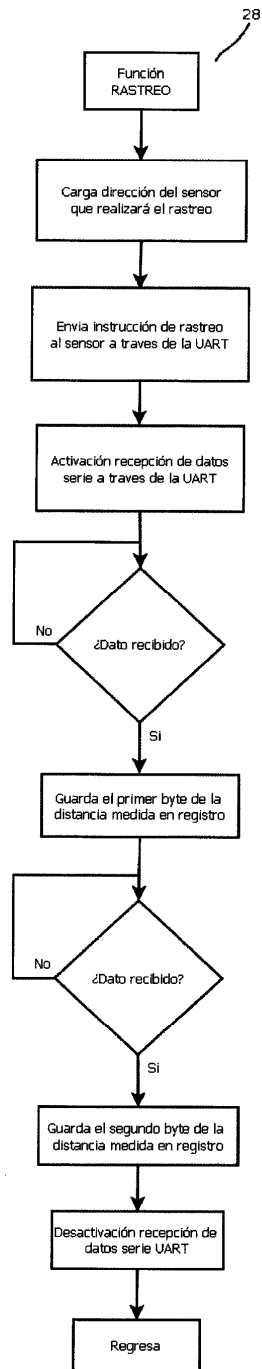 28
Función
RASTREO
Carga dirección del sensor
que realizará el rastreo
Envia instrucción de rastreo
al sensor a traves de la UART
Activación recepción de datos
serie a traves de la UART
¿Dato recibido?
No
Si
Guarda el primer byte de la
distancia medida en registro
¿Dato recibido?
No
Si
Guarda el segundo byte de la
distancia medida en registro
Desactivación recepción de
datos serie UART
Regresa